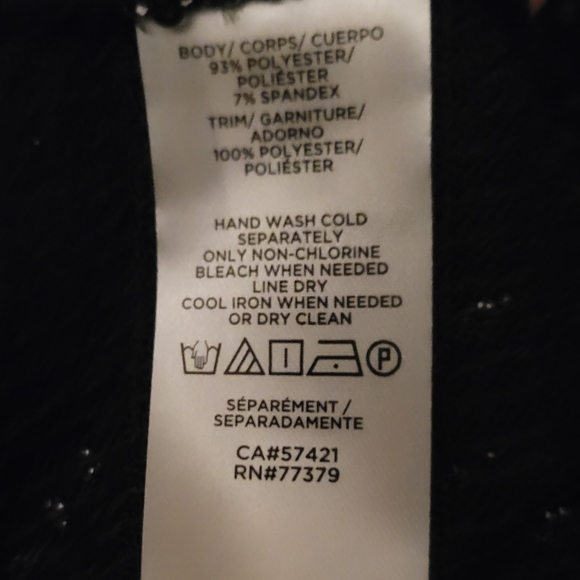 BODY/ CORPS/ CUERPO
93% POLYESTER/
POLIÉSTER
7% SPANDEX
TRIM/ GARNITURE/
ADORNO
100% POLYESTER/
POLIÉSTER
HAND WASH COLD
SEPARATELY
ONLY NON-CHLORINE
BLEACH WHEN NEEDED
LINE DRY
COOL IRON WHEN NEEDED
OR DRY CLEAN
P
SÉPARÉMENT /
SEPARADAMENTE
CA#57421
RN#77379